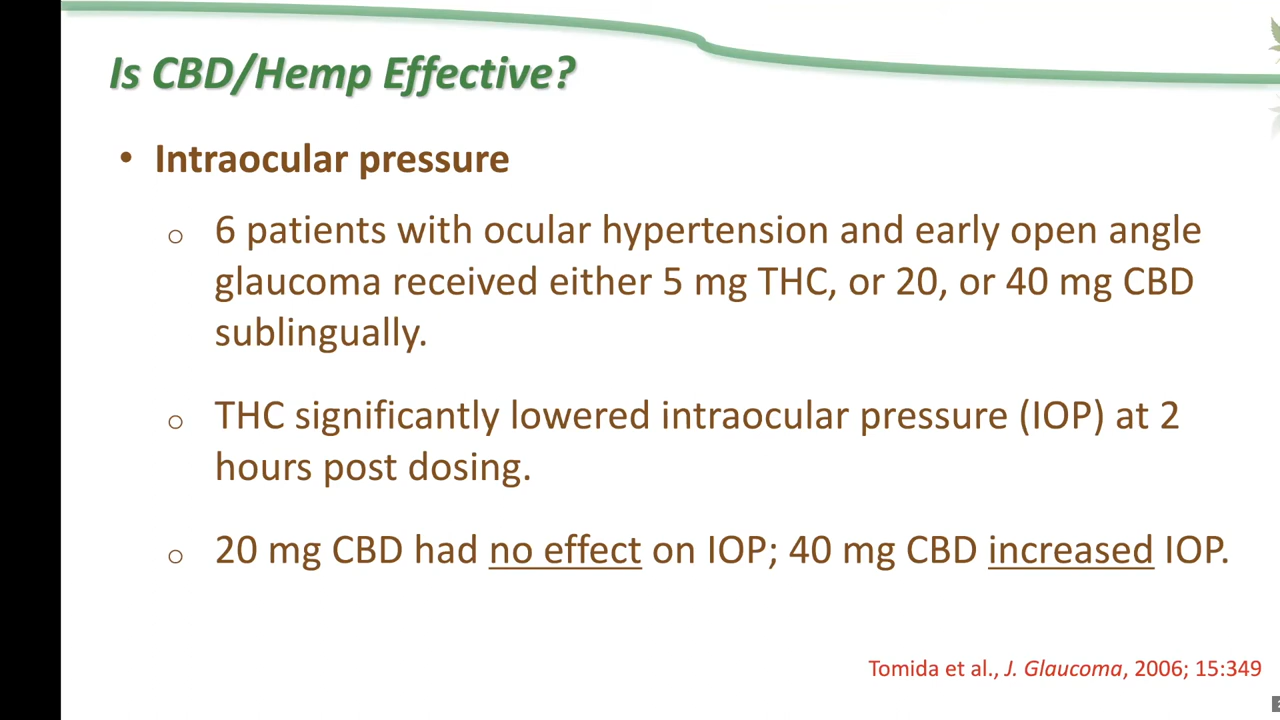 Is CBD/Hemp Effective?
• Intraocular pressure
o 6 patients with ocular hypertension and early open angle
glaucoma received either 5 mg THC, or 20, or 40 mg CBD
sublingually.
o THC significantly lowered intraocular pressure (IOP) at 2
hours post dosing.
o 20 mg CBD had no effect on IOP; 40 mg CBD increased IOP.
Tomida et al., J. Glaucoma, 2006; 15:349